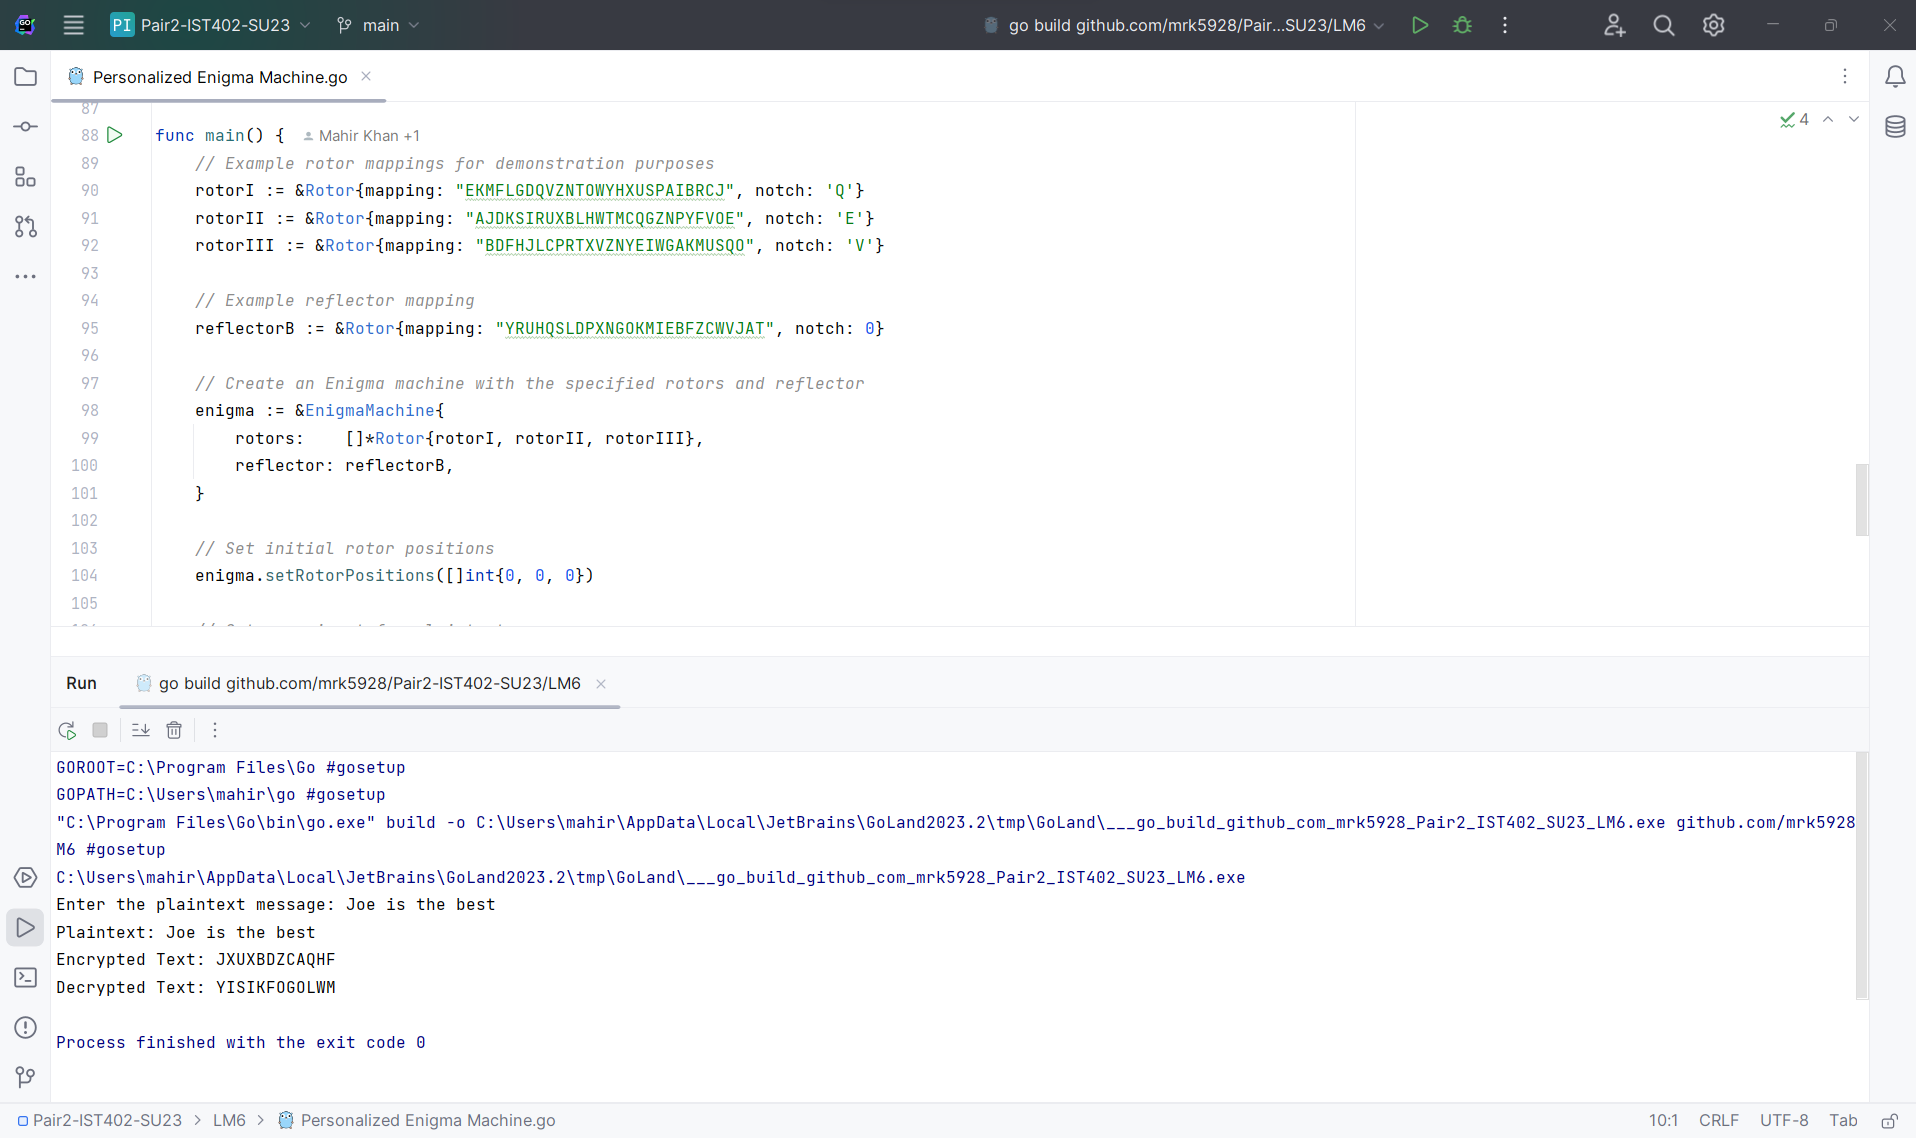 GO
PI Pair2-IST402-SU23 main go build github.com/mrk5928/Pair...SU23/LM6
Personalized Enigma Machine.go
4
87
88 func main() { Mahir Khan +1
89 // Example rotor mappings for demonstration purposes
90 rotorI := &Rotor{mapping: "EKMFLGDQVZNTOWYHXUSPAIBRCJ", notch: 'Q'}
91 rotorII := &Rotor{mapping: "AJDKSIRUXBLHWTMCQGZNPYFVOE", notch: 'E'}
92 rotorIII := &Rotor{mapping: "BDFHJLCPRTXVZNYEIWGAKMUSQO", notch: 'V'}
93
94 // Example reflector mapping
95 reflectorB := &Rotor{mapping: "YRUHQSLDPXNGOKMIEBFZCWVJAT", notch: 0}
96
97 // Create an Enigma machine with the specified rotors and reflector
98 enigma := &EnigmaMachine{
99 rotors: []*Rotor{rotorI, rotorII, rotorIII},
100 reflector: reflectorB,
101 }
102
103 // Set initial rotor positions
104 enigma.setRotorPositions([]int{0, 0, 0})
105
Run go build github.com/mrk5928/Pair2-IST402-SU23/LM6
GOROOT=C:\Program Files\Go #gosetup
GOPATH=C:\Users\mahir\go #gosetup
"C:\Program Files\Go\bin\go.exe" build -o C:\Users\mahir\AppData\Local\JetBrains\GoLand2023.2\tmp\GoLand\___go_build_github_com_mrk5928_Pair2_IST402_SU23_LM6.exe github.com/mrk5928
M6 #gosetup
C:\Users\mahir\AppData\Local\JetBrains\GoLand2023.2\tmp\GoLand\___go_build_github_com_mrk5928_Pair2_IST402_SU23_LM6.exe
Enter the plaintext message: Joe is the best
Plaintext: Joe is the best
Encrypted Text: JXUXBDZCAQHF
Decrypted Text: YISIKFOGOLWM
Process finished with the exit code 0
Pair2-IST402-SU23 > LM6 > Personalized Enigma Machine.go 10:1 CRLF UTF-8 Tab